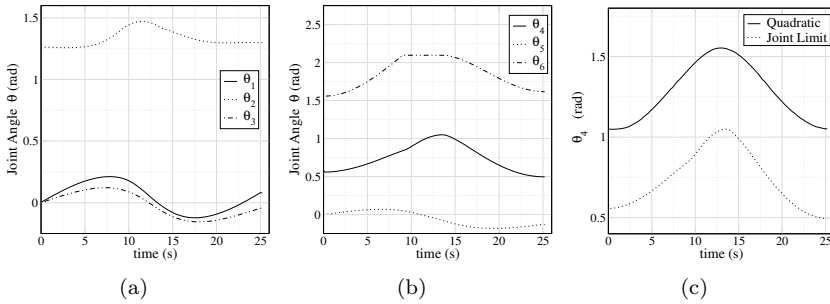 1.5
1
0.5
0
0
5
10
15
20
25
time (s)
Joint Angle θ (rad)
θ1
θ2
θ3
(a)
2.5
2
1.5
1
0.5
0
0
5
10
15
20
25
time (s)
Joint Angle θ (rad)
θ4
θ5
θ6
(b)
1.5
1
0.5
0
5
10
15
20
25
time (s)
θ4 (rad)
Quadratic
Joint Limit
(c)